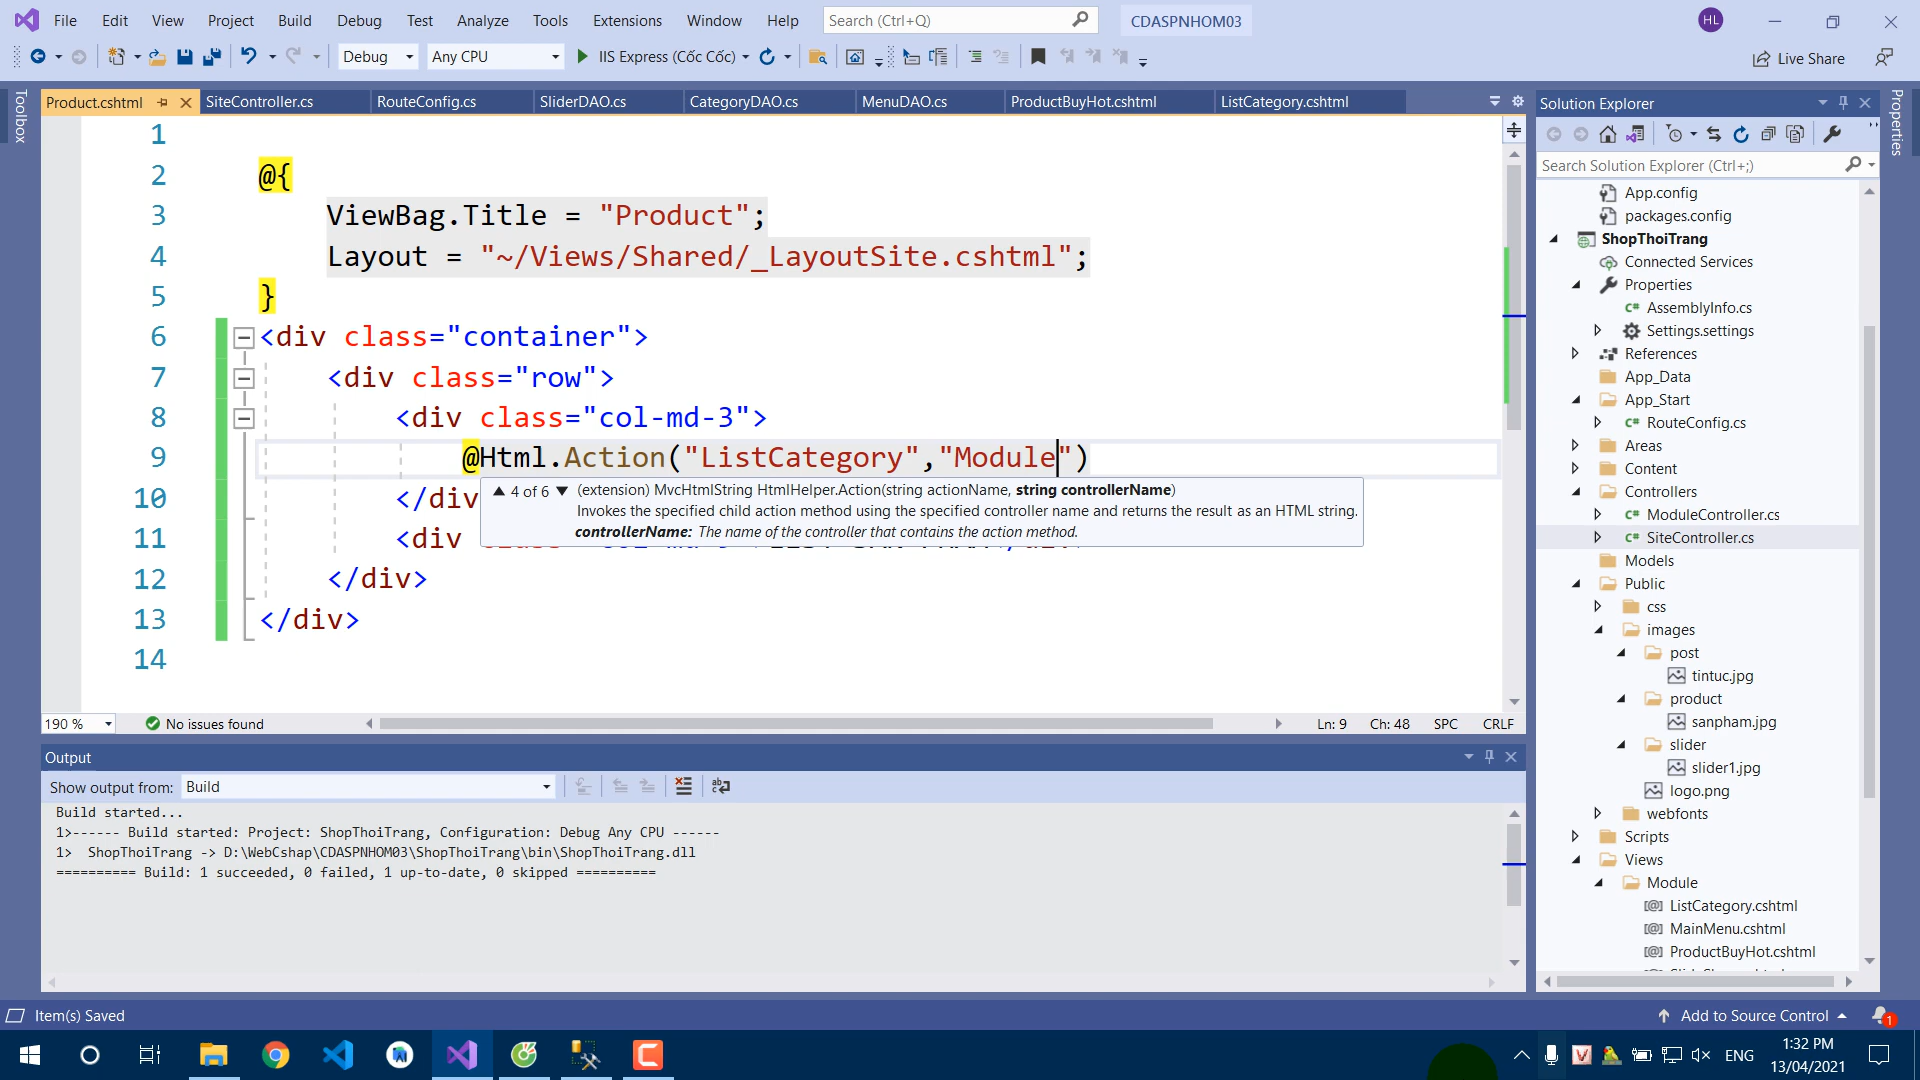 File Edit View Project Build Debug Test Analyze Tools Extensions Window Help Search (Ctrl+Q) CDASPNHOM03 HL
Debug Any CPU IIS Express (Cốc Cốc) Live Share
Toolbox
Product.cshtml SiteController.cs RouteConfig.cs SliderDAO.cs CategoryDAO.cs MenuDAO.cs ProductBuyHot.cshtml ListCategory.cshtml
1
2 @{
3 ViewBag.Title = "Product";
4 Layout = "~/Views/Shared/_LayoutSite.cshtml";
5 }
6 <div class="container">
7 <div class="row">
8 <div class="col-md-3">
9 @Html.Action("ListCategory","Module")
10 </div
4 of 6 (extension) MvcHtmlString HtmlHelper.Action(string actionName, string controllerName)
Invokes the specified child action method using the specified controller name and returns the result as an HTML string.
controllerName: The name of the controller that contains the action method.
11 <div
12 </div>
13 </div>
14
190 % No issues found Ln: 9 Ch: 48 SPC CRLF
Output
Show output from: Build
Build started...
1>------ Build started: Project: ShopThoiTrang, Configuration: Debug Any CPU ------
1> ShopThoiTrang -> D:\WebCshap\CDASPNHOM03\ShopThoiTrang\bin\ShopThoiTrang.dll
========== Build: 1 succeeded, 0 failed, 1 up-to-date, 0 skipped ==========
Solution Explorer
Search Solution Explorer (Ctrl+;)
App.config
packages.config
ShopThoiTrang
Connected Services
Properties
AssemblyInfo.cs
Settings.settings
References
App_Data
App_Start
RouteConfig.cs
Areas
Content
Controllers
ModuleController.cs
SiteController.cs
Models
Public
css
images
post
tintuc.jpg
product
sanpham.jpg
slider
slider1.jpg
logo.png
webfonts
Scripts
Views
Module
ListCategory.cshtml
MainMenu.cshtml
ProductBuyHot.cshtml
Properties
Item(s) Saved Add to Source Control 1
ENG 1:32 PM
13/04/2021